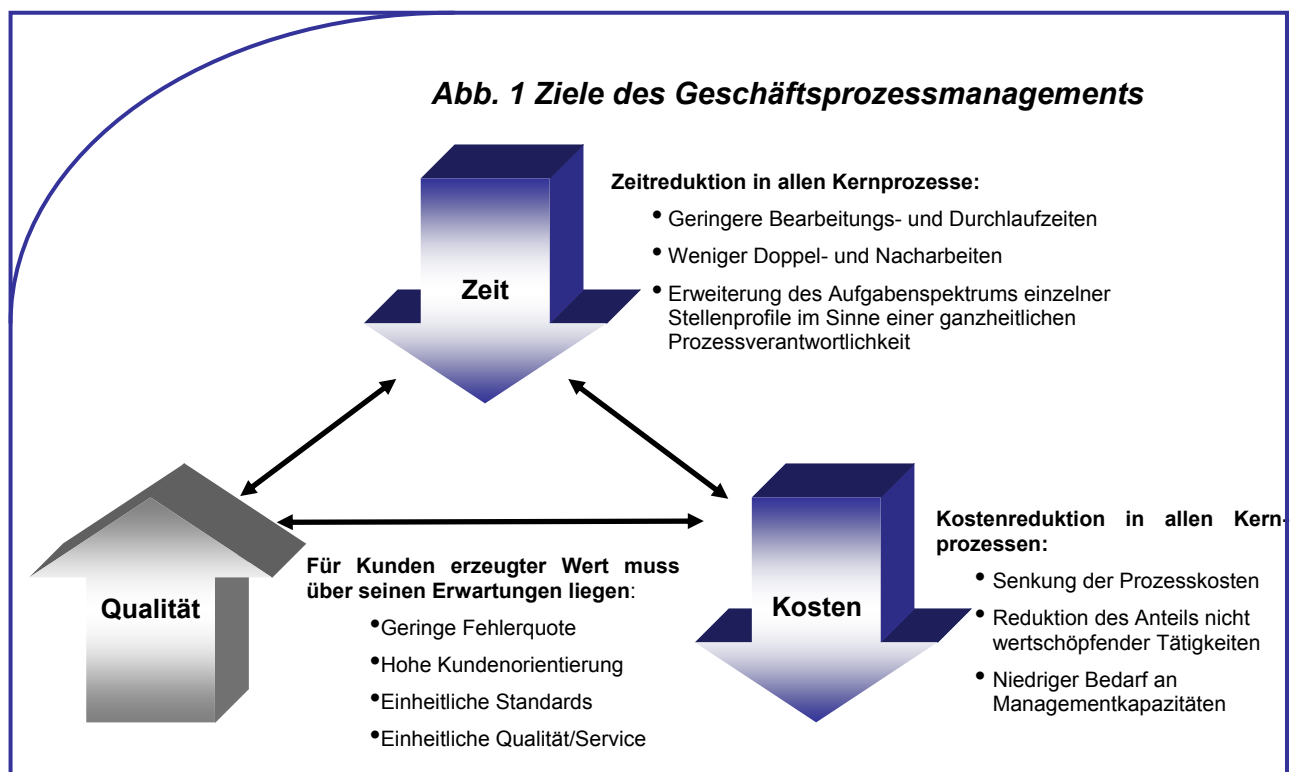 Abb. 1 Ziele des Geschäftsprozessmanagements
Zeit
Zeitreduktion in allen Kernprozesse:
• Geringere Bearbeitungs- und Durchlaufzeiten
• Weniger Doppel- und Nacharbeiten
• Erweiterung des Aufgabenspektrums einzelner
Stellenprofile im Sinne einer ganzheitlichen
Prozessverantwortlichkeit
Qualität
Für Kunden erzeugter Wert muss
über seinen Erwartungen liegen:
•Geringe Fehlerquote
•Hohe Kundenorientierung
•Einheitliche Standards
•Einheitliche Qualität/Service
Kosten
Kostenreduktion in allen Kern-
prozessen:
• Senkung der Prozesskosten
• Reduktion des Anteils nicht
wertschöpfender Tätigkeiten
• Niedriger Bedarf an
Managementkapazitäten